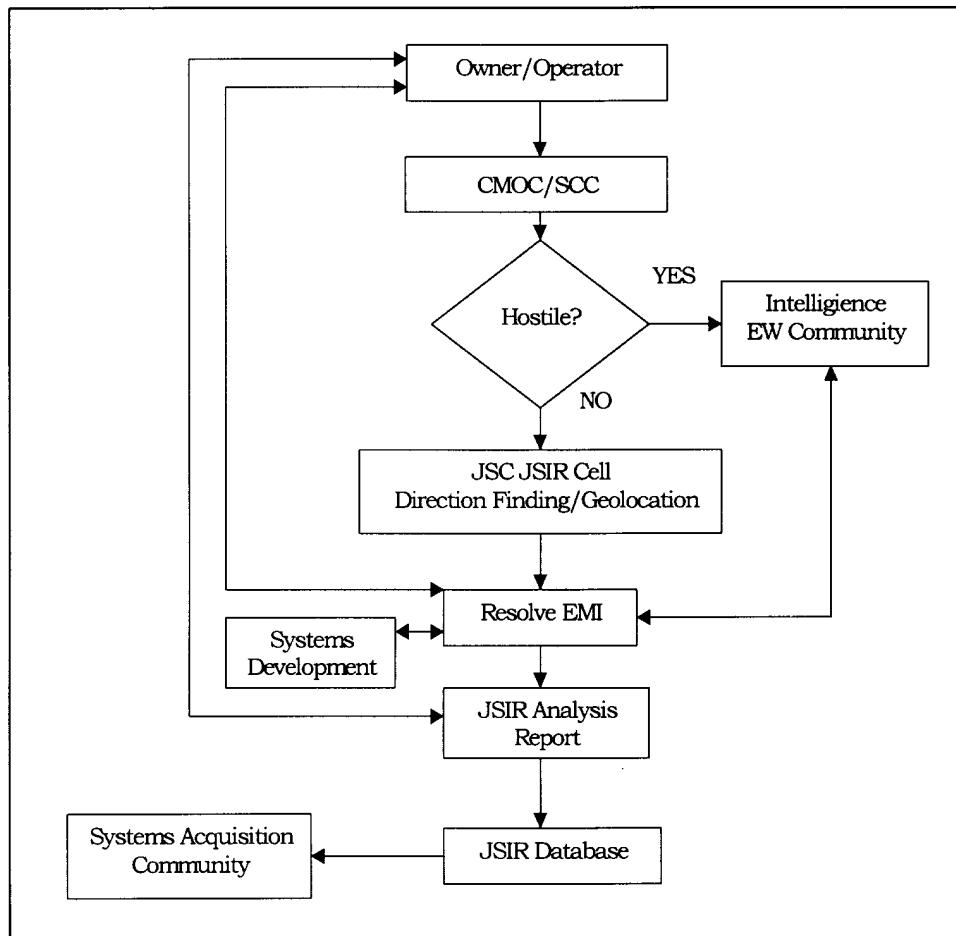 Owner/Operator
CMOC/SCC
Hostile?
YES
Intelligience
EW Community
NO
JSC JSIR Cell
Direction Finding/Geolocation
Resolve EMI
Systems
Development
JSIR Analysis
Report
Systems Acquisition
Community
JSIR Database